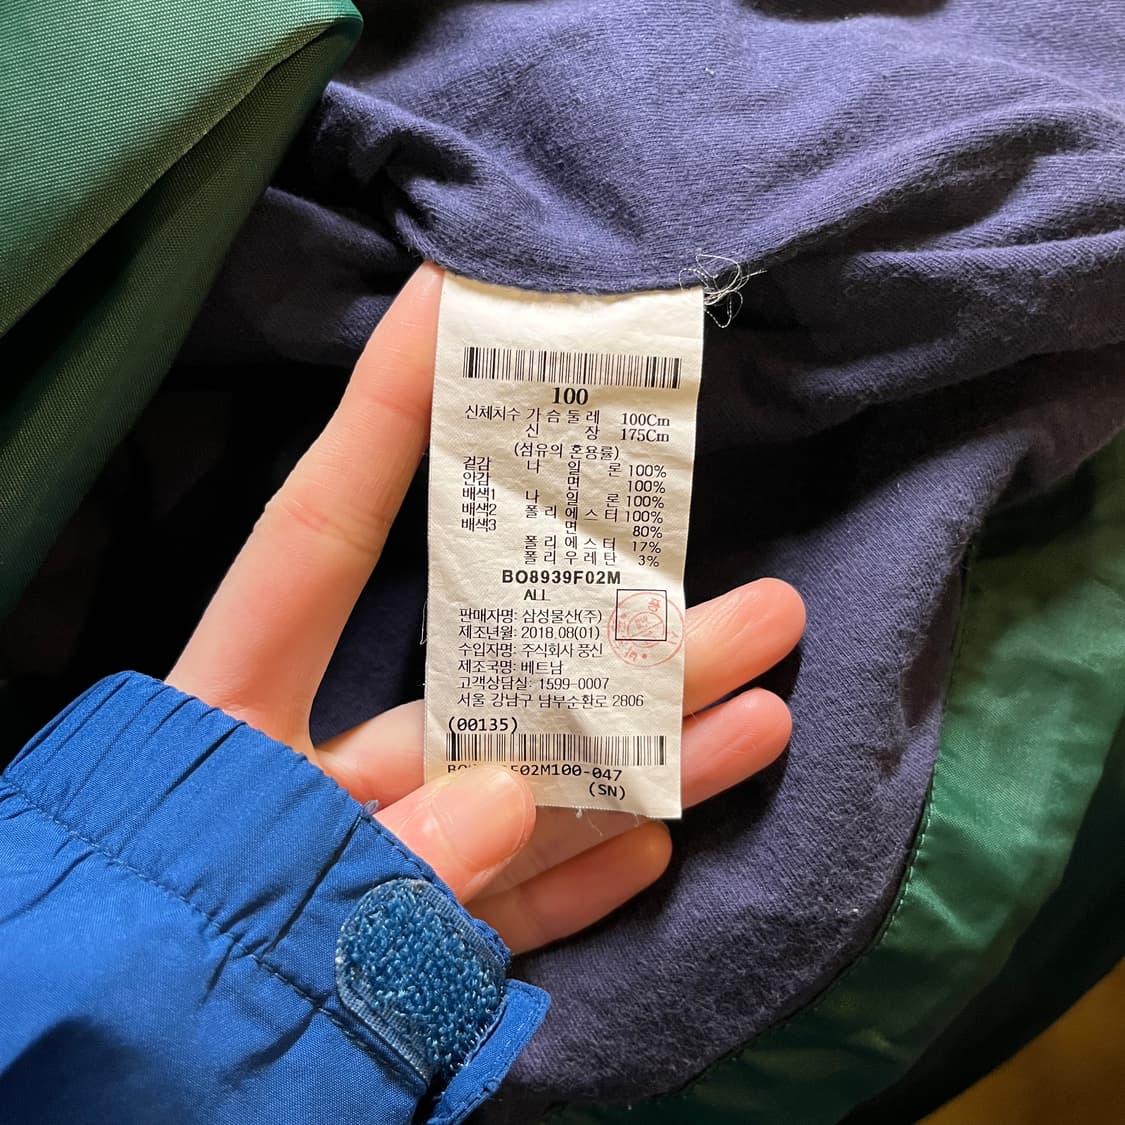 100
신체치수 가슴둘레 100Cm
신장 175Cm
(섬유의 혼용률)
겉감 나일론 100%
안감 면 100%
배색1 나일론 100%
배색2 폴리에스터 100%
배색3 면 80%
폴리에스터 17%
폴리우레탄 3%
BO8939F02M
ALL
판매자명: 삼성물산(주)
제조년월: 2018.08(01)
수입자명: 주식회사 풍신
제조국명: 베트남
고객상담실: 1599-0007
서울 강남구 남부순환로 2806
(00135)
F02M100-047
(SN)